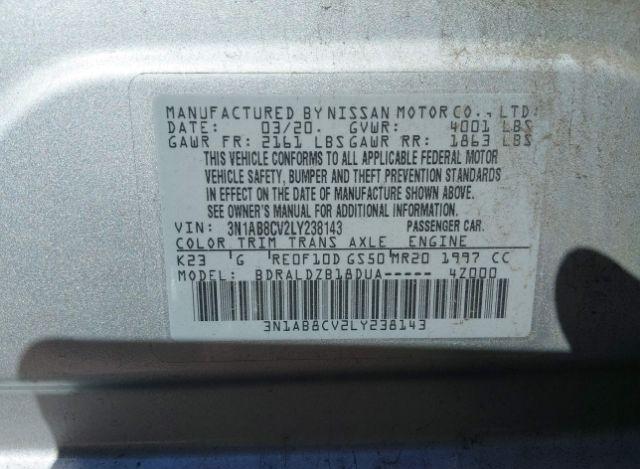 MANUFACTURED BY NISSAN MOTOR CO., LTD.
DATE: 03/20. GVWR: 4001 LBS
GAWR FR: 2161 LBS GAWR RR: 1863 LBS
THIS VEHICLE CONFORMS TO ALL APPLICABLE FEDERAL MOTOR
VEHICLE SAFETY, BUMPER AND THEFT PREVENTION STANDARDS
IN EFFECT ON THE DATE OF MANUFACTURE SHOWN ABOVE.
SEE OWNER'S MANUAL FOR ADDITIONAL INFORMATION.
VIN: 3N1AB8CV2LY238143 PASSENGER CAR.
COLOR TRIM TRANS AXLE ENGINE
K23 G RE0F10D GS50 MR20 1997 CC
MODEL: BDRALDZB18DUA----- 4Z000
3N1AB8CV2LY238143